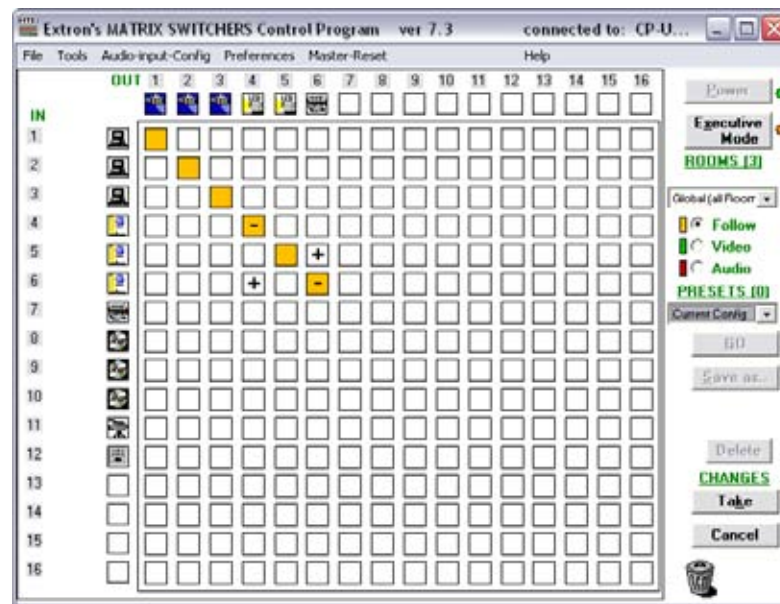 Extron's MATRIX SWITCHERS Control Program ver 7.3 connected to: CP-U...
File Tools Audio-input-Config Preferences Master-Reset Help
OUT 1 2 3 4 5 6 7 8 9 10 11 12 13 14 15 16
IN
1
2
3
4 -
5 +
6 + -
7
8
9
10
11
12
13
14
15
16
Power
Executive
Mode
ROOMS (3)
Global (all Room
Follow
Video
Audio
PRESETS (0)
Current Config
GO
Save as..
Delete
CHANGES
Take
Cancel